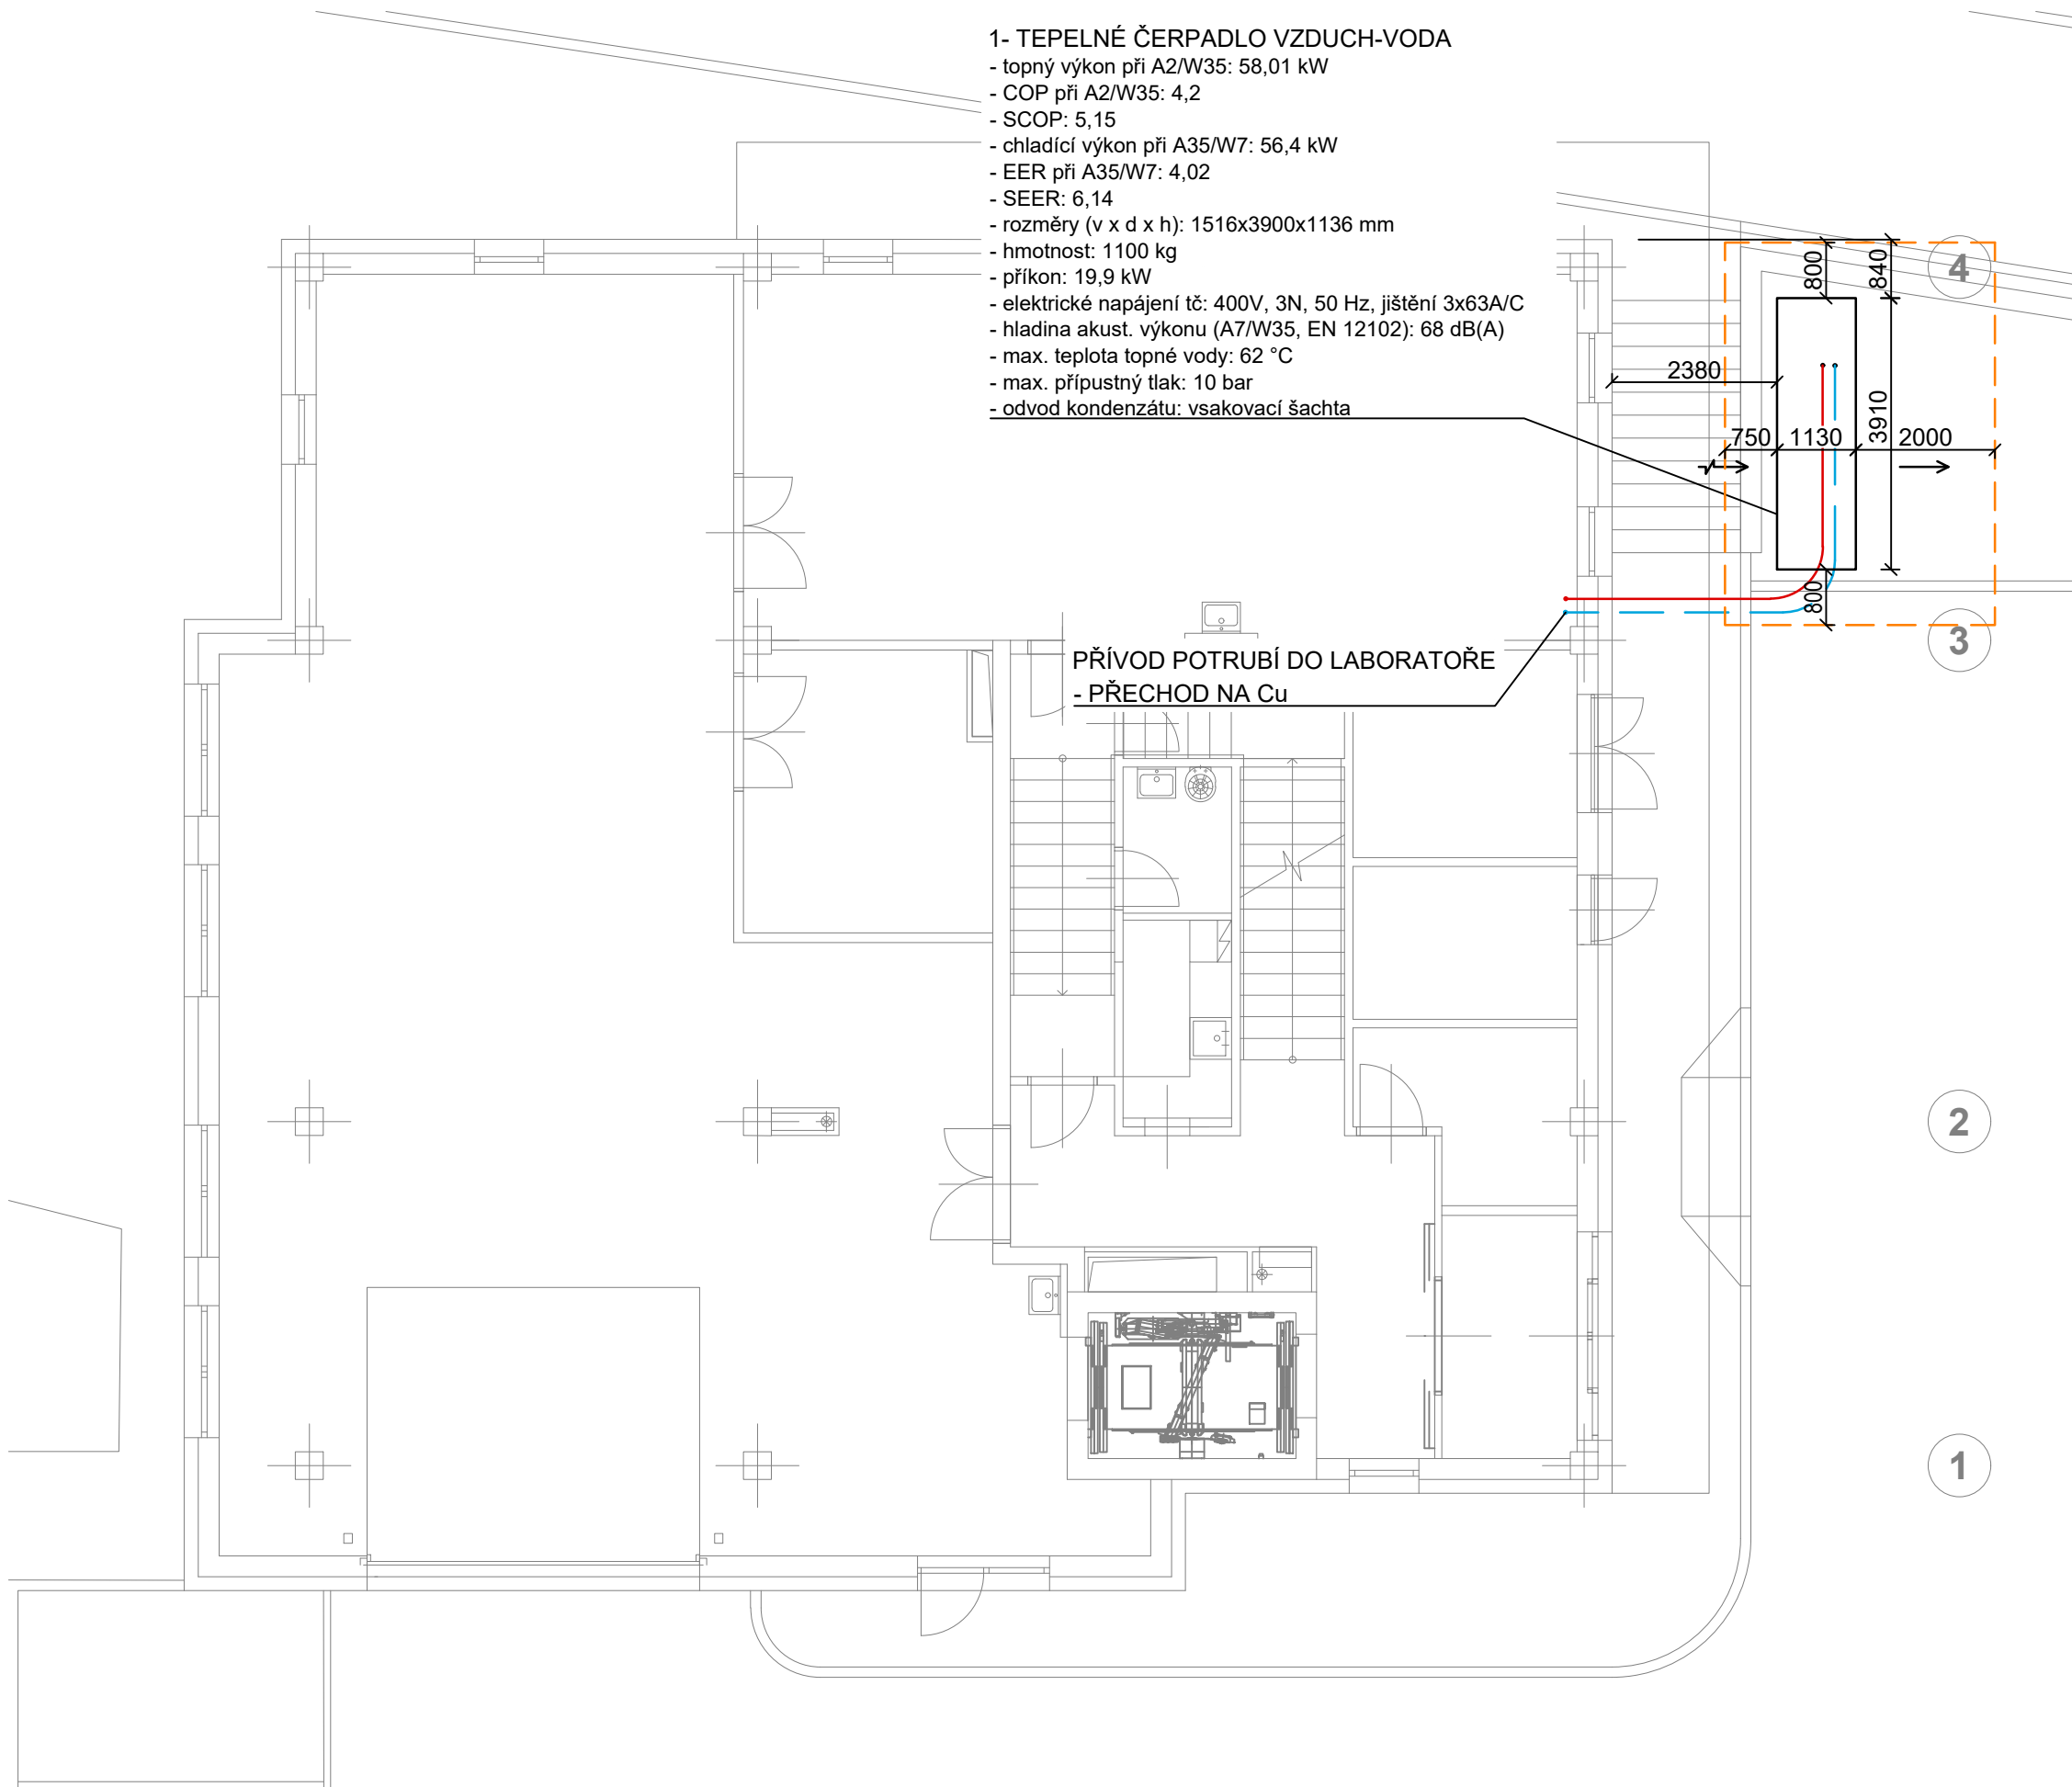 1- TEPELNÉ ČERPADLO VZDUCH-VODA
- topný výkon při A2/W35: 58,01 kW
- COP při A2/W35: 4,2
- SCOP: 5,15
- chladící výkon při A35/W7: 56,4 kW
- EER při A35/W7: 4,02
- SEER: 6,14
- rozměry (v x d x h): 1516x3900x1136 mm
- hmotnost: 1100 kg
- příkon: 19,9 kW
- elektrické napájení tč: 400V, 3N, 50 Hz, jištění 3x63A/C
- hladina akust. výkonu (A7/W35, EN 12102): 68 dB(A)
- max. teplota topné vody: 62 °C
- max. přípustný tlak: 10 bar
- odvod kondenzátu: vsakovací šachta
800
840
4
2380
3910
750
1130
2000
800
3
PŘÍVOD POTRUBÍ DO LABORATOŘE
- PŘECHOD NA Cu
2
1